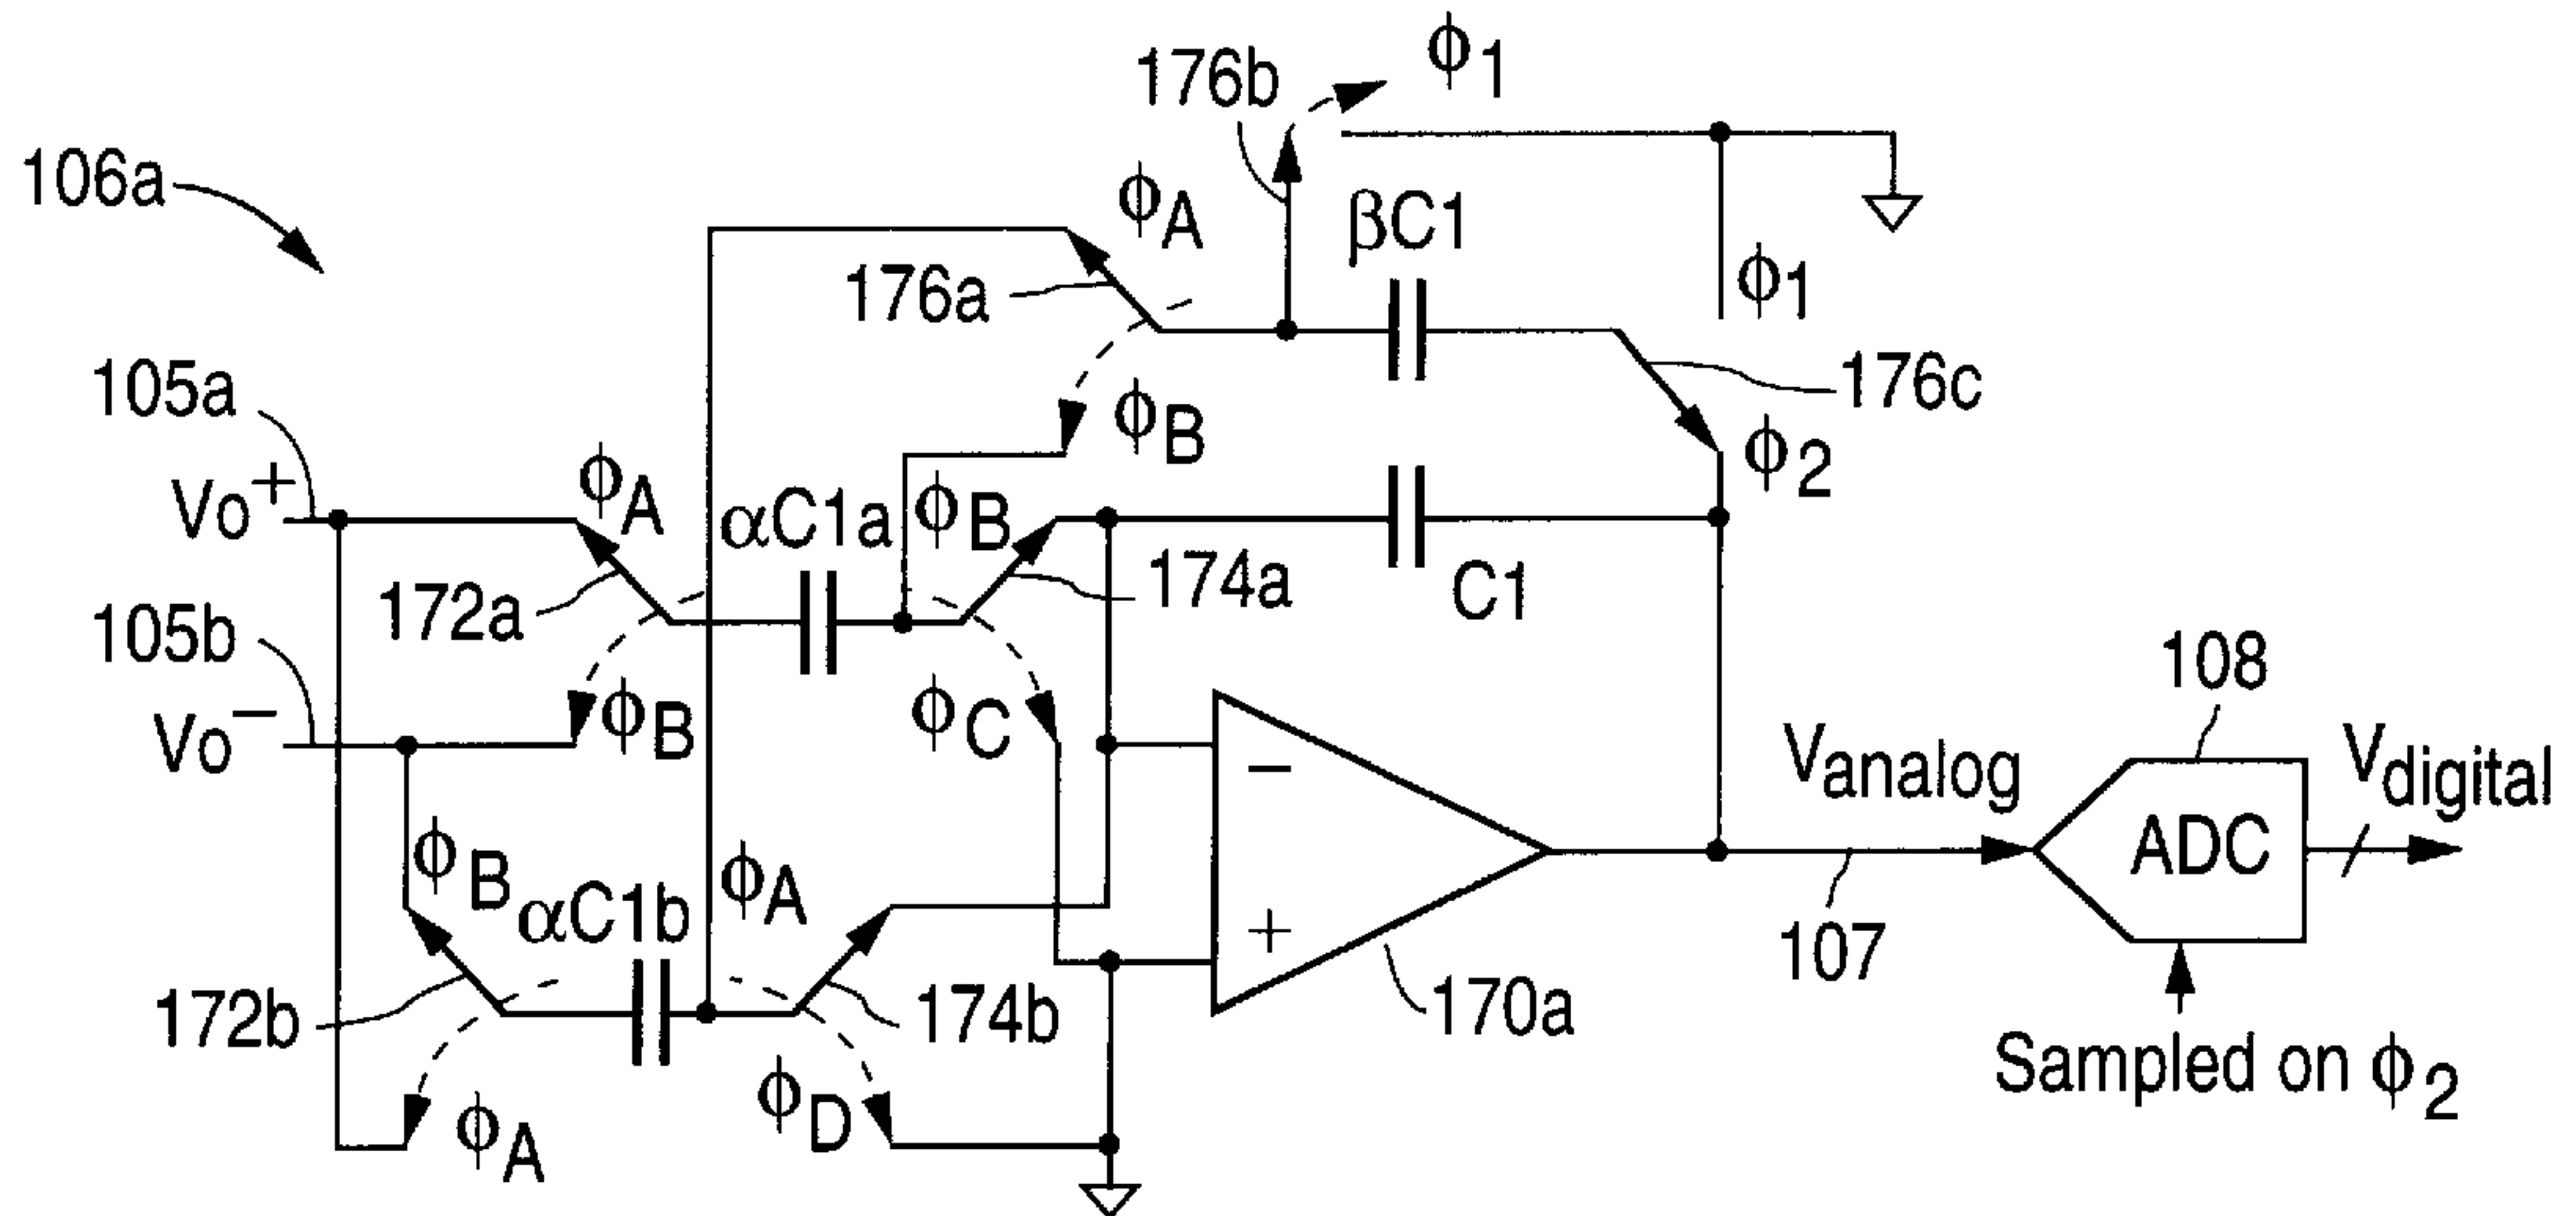 ϕ1
176b
106a
ϕA
βC1
176a
ϕ1
105a
176c
ϕB
ϕA
ϕ2
Vo+
αC1a
ϕB
174a
172a
C1
105b
108
Vo−
ϕB
ϕC
−
Vanalog
Vdigital
ϕB
ϕA
ADC
αC1b
+
107
172b
174b
170a
Sampled on ϕ2
ϕD
ϕA